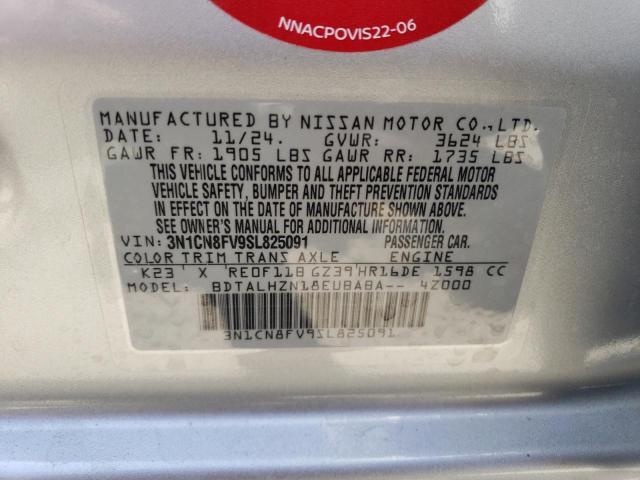 NNACPOVIS22-06
MANUFACTURED BY NISSAN MOTOR CO.,LTD.
DATE: 11/24. GVWR: 3624 LBS
GAWR FR: 1905 LBS GAWR RR: 1735 LBS
THIS VEHICLE CONFORMS TO ALL APPLICABLE FEDERAL MOTOR
VEHICLE SAFETY, BUMPER AND THEFT PREVENTION STANDARDS
IN EFFECT ON THE DATE OF MANUFACTURE SHOWN ABOVE.
SEE OWNER'S MANUAL FOR ADDITIONAL INFORMATION.
VIN: 3N1CN8FV9SL825091 PASSENGER CAR.
COLOR TRIM TRANS AXLE ENGINE
K23 X RE0F11B GZ39 HR16DE 1598 CC
MODEL: BDTALHZN18EUBABA-- 4Z000
3N1CN8FV9SL825091